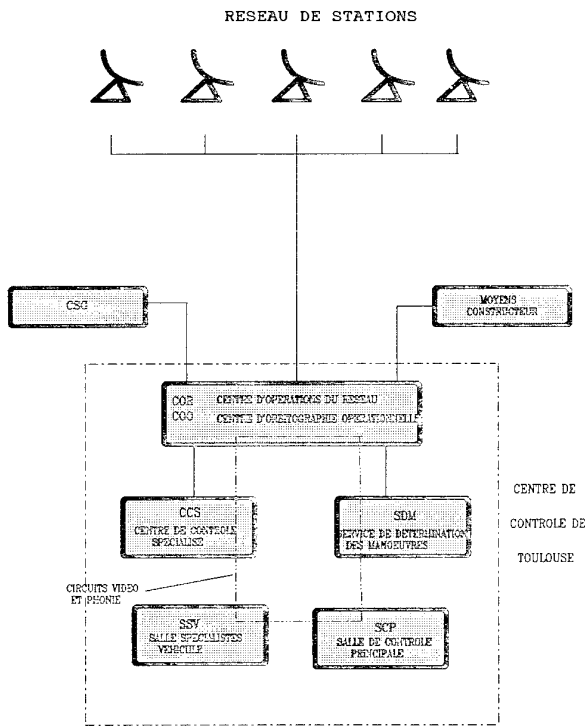 RESEAU DE STATIONS
CSG
MOYENS
CONSTRUCTEUR
COR CENTRE D'OPERATIONS DU RESEAU
COO CENTRE D'ORBITOGRAPHIE OPERATIONNELLE
CCS
CENTRE DE CONTROLE
SPECIALISE
SDM
SERVICE DE DETERMINATION
DES MANOEUVRES
CENTRE DE
CONTROLE DE
TOULOUSE
CIRCUITS VIDEO
ET PHONIE
SSV
SALLE SPECIALISTES
VEHICULE
SCP
SALLE DE CONTROLE
PRINCIPALE